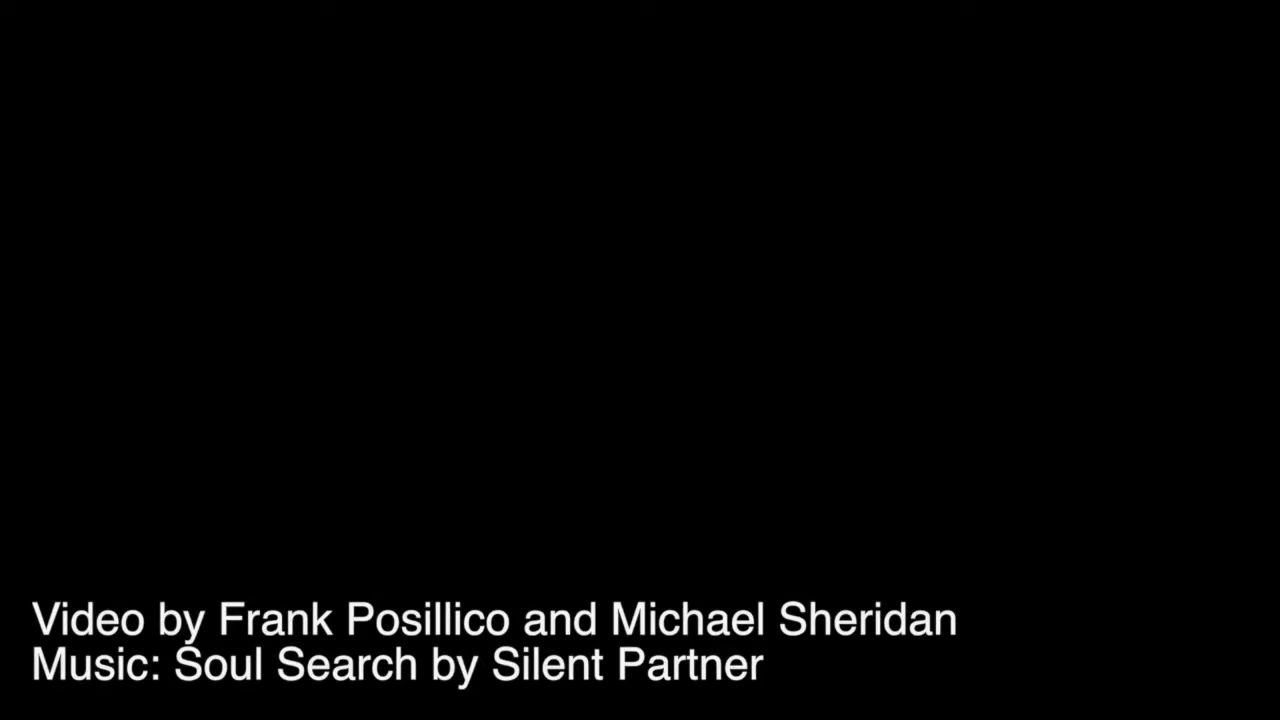 Video by Frank Posillico and Michael Sheridan
Music: Soul Search by Silent Partner